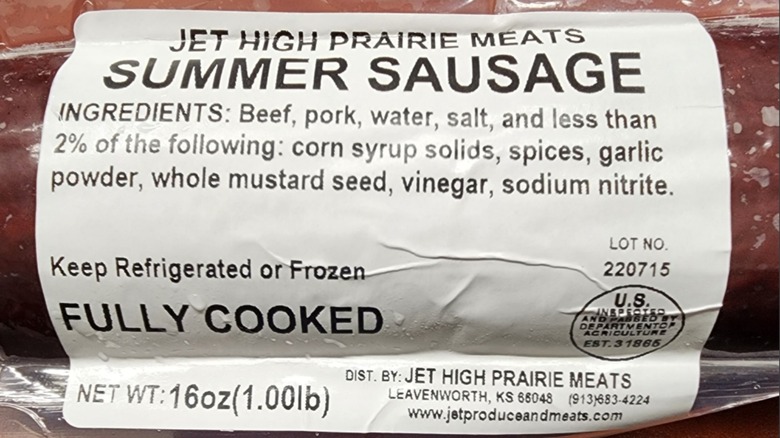 JET HIGH PRAIRIE MEATS
SUMMER SAUSAGE
INGREDIENTS: Beef, pork, water, salt, and less than
2% of the following: corn syrup solids, spices, garlic
powder, whole mustard seed, vinegar, sodium nitrite.
LOT NO.
Keep Refrigerated or Frozen 220715
FULLY COOKED
U.S.
INSPECTED
AND PASSED BY
DEPARTMENT OF
AGRICULTURE
EST. 31865
NET WT: 16oz(1.00lb)
DIST. BY: JET HIGH PRAIRIE MEATS
LEAVENWORTH, KS 66048 (913)683-4224
www.jetproduceandmeats.com